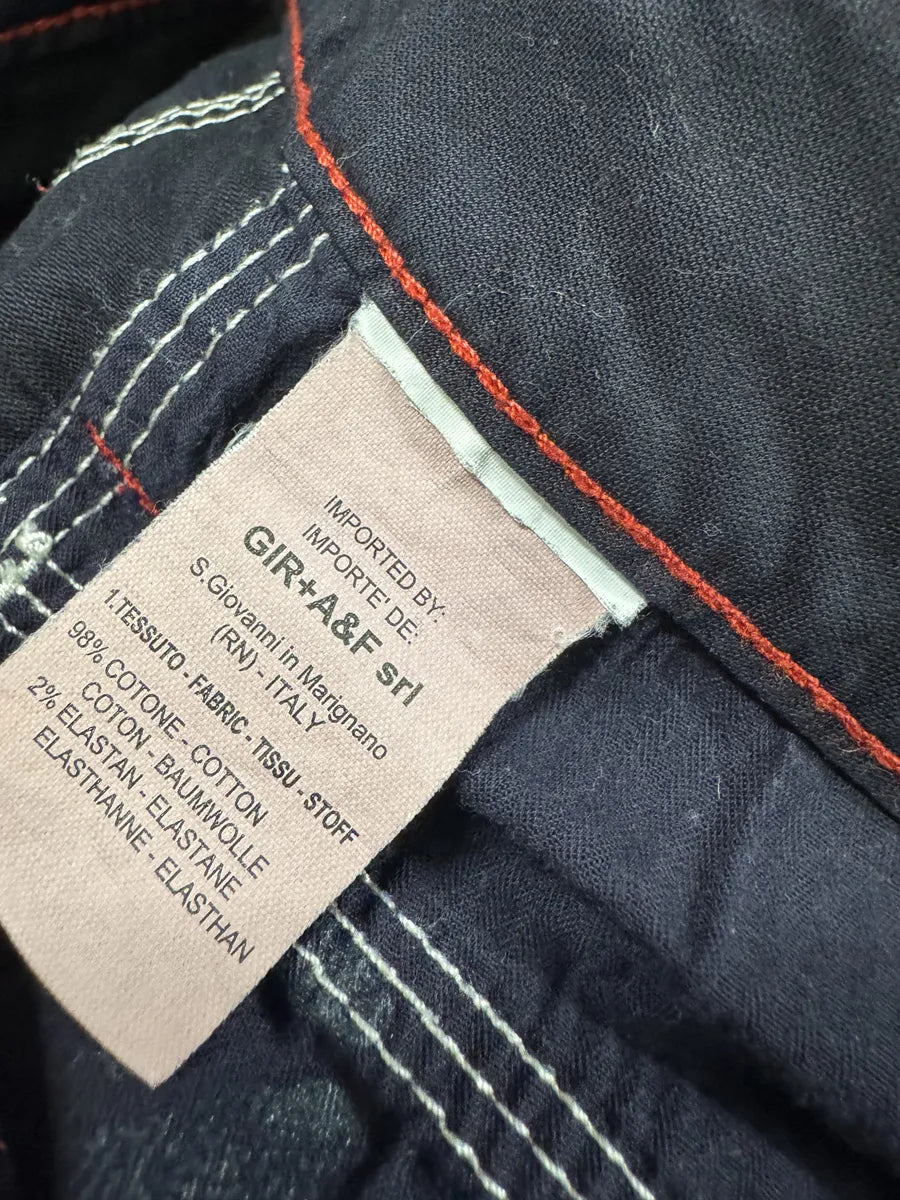 IMPORTED BY:
IMPORTE' DE:
GIR+A&F srl
S.Giovanni in Marignano
(RN) - ITALY
1.TESSUTO - FABRIC - TISSU - STOFF
98% COTONE - COTTON
COTON - BAUMWOLLE
2% ELASTAN - ELASTANE
ELASTHANNE - ELASTHAN